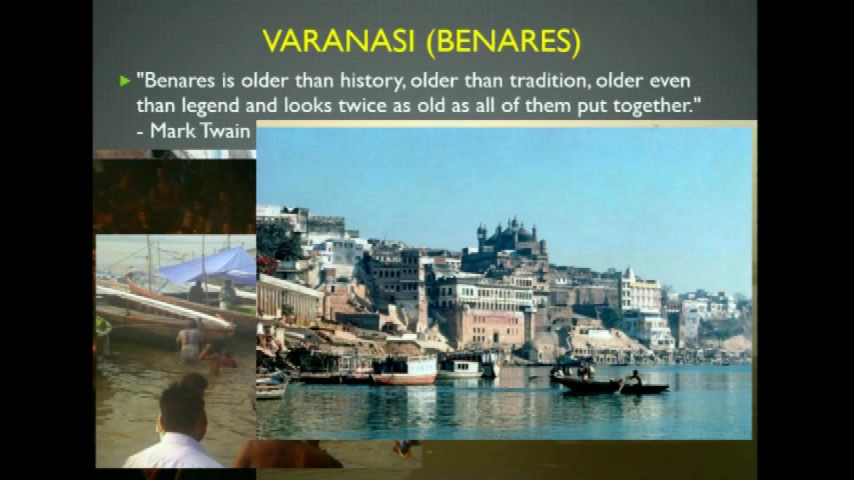 VARANASI (BENARES)
"Benares is older than history, older than tradition, older even
than legend and looks twice as old as all of them put together."
- Mark Twain